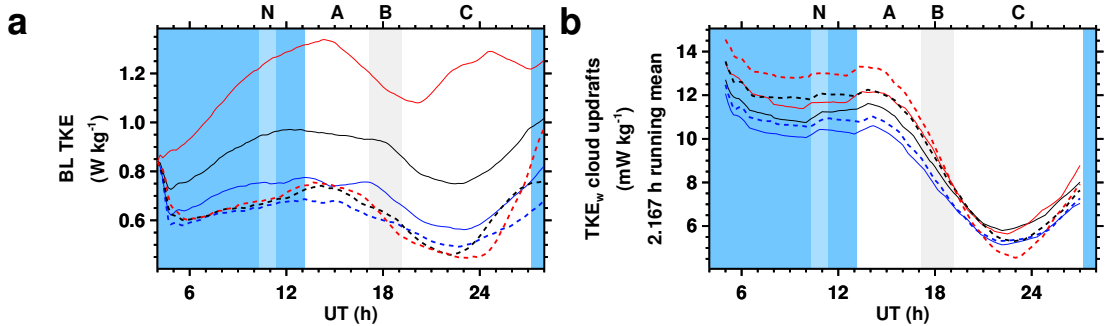 a
N A B C
BL TKE
(W kg-1)
1.2
1.0
0.8
0.6
6 12 18 24
UT (h)
b
N A B C
TKEw cloud updrafts
(mW kg-1)
2.167 h running mean
14
12
10
8
6
6 12 18 24
UT (h)